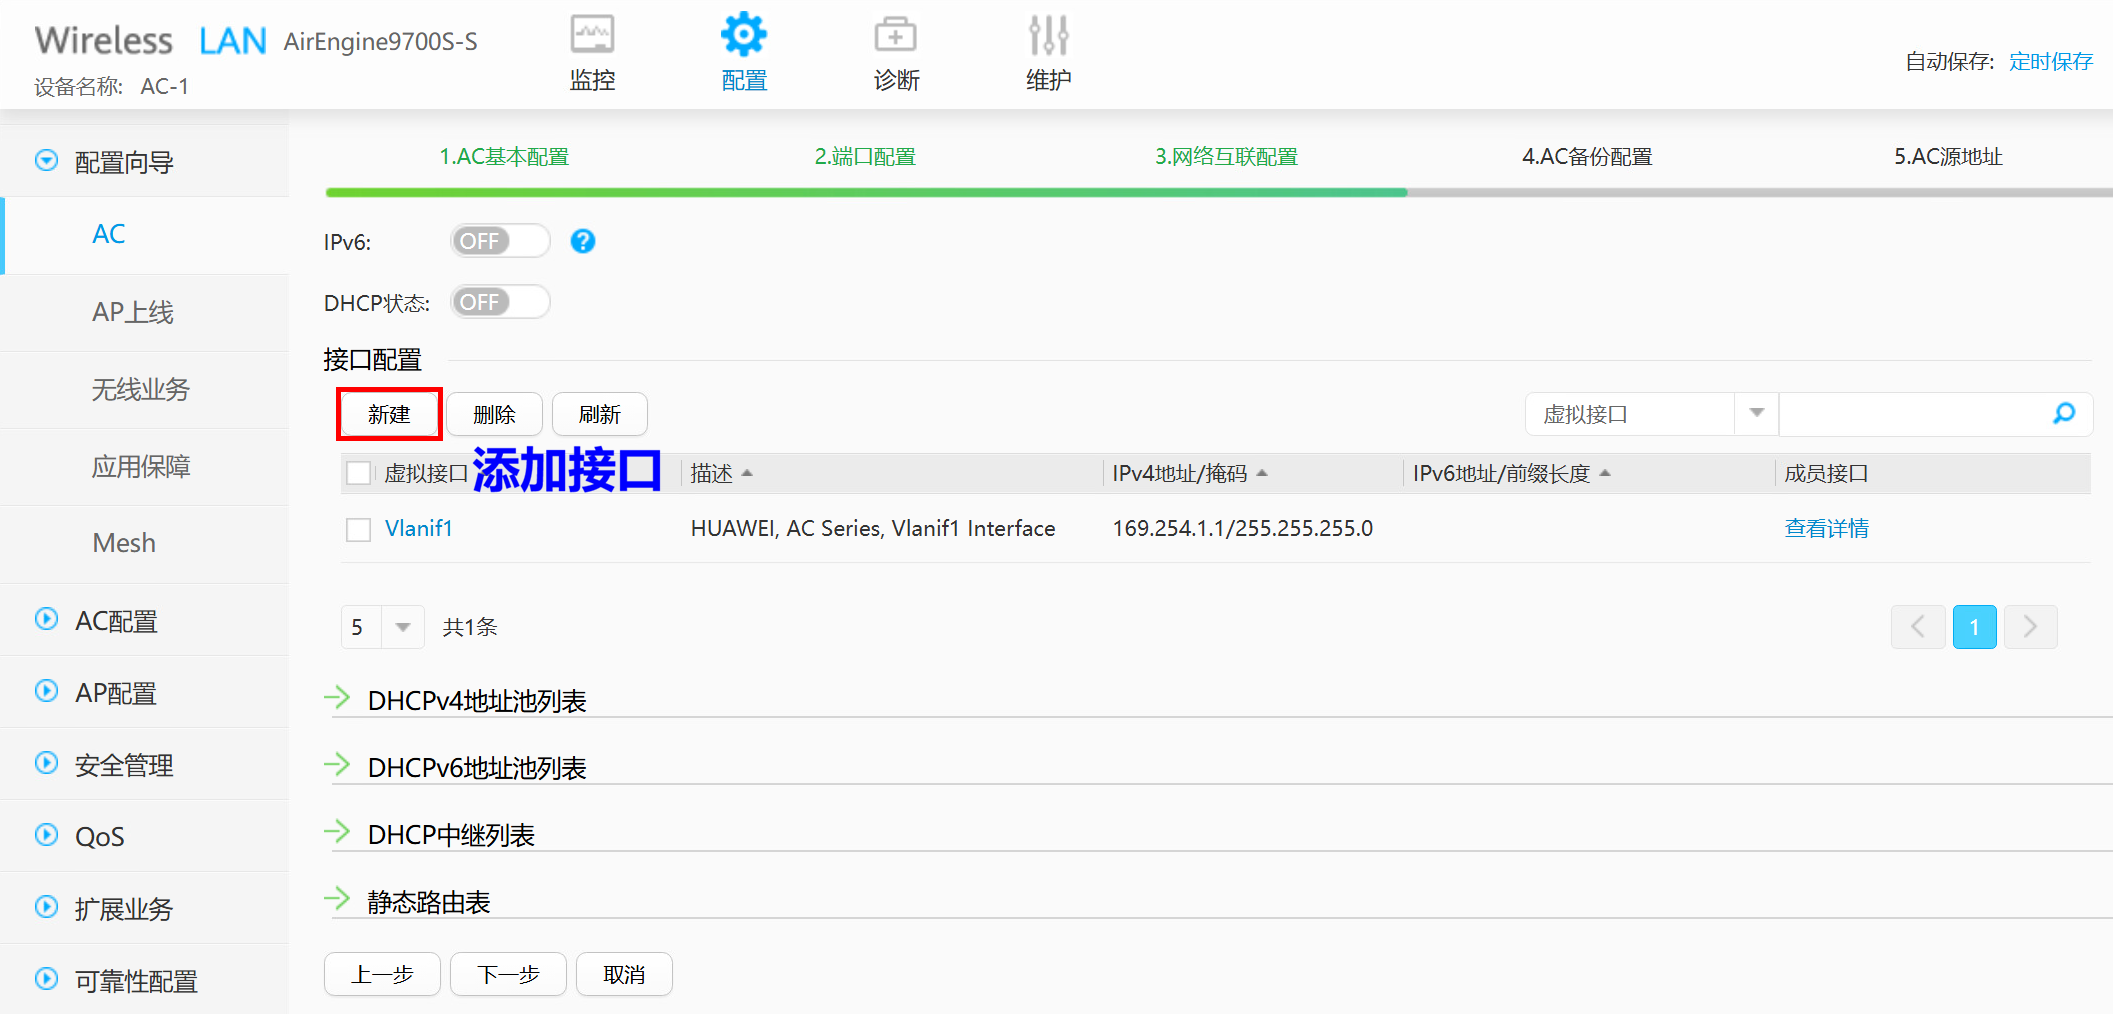 Wireless LAN AirEngine9700S-S
设备名称: AC-1
监控
配置
诊断
维护
自动保存: 定时保存
配置向导
AC
AP上线
无线业务
应用保障
Mesh
AC配置
AP配置
安全管理
QoS
扩展业务
可靠性配置
1.AC基本配置 2.端口配置 3.网络互联配置 4.AC备份配置 5.AC源地址
IPv6: OFF ?
DHCP状态: OFF
接口配置
新建 删除 刷新 虚拟接口
添加接口
虚拟接口 描述 IPv4地址/掩码 IPv6地址/前缀长度 成员接口
Vlanif1 HUAWEI, AC Series, Vlanif1 Interface 169.254.1.1/255.255.255.0 查看详情
5 共1条 1
DHCPv4地址池列表
DHCPv6地址池列表
DHCP中继列表
静态路由表
上一步 下一步 取消